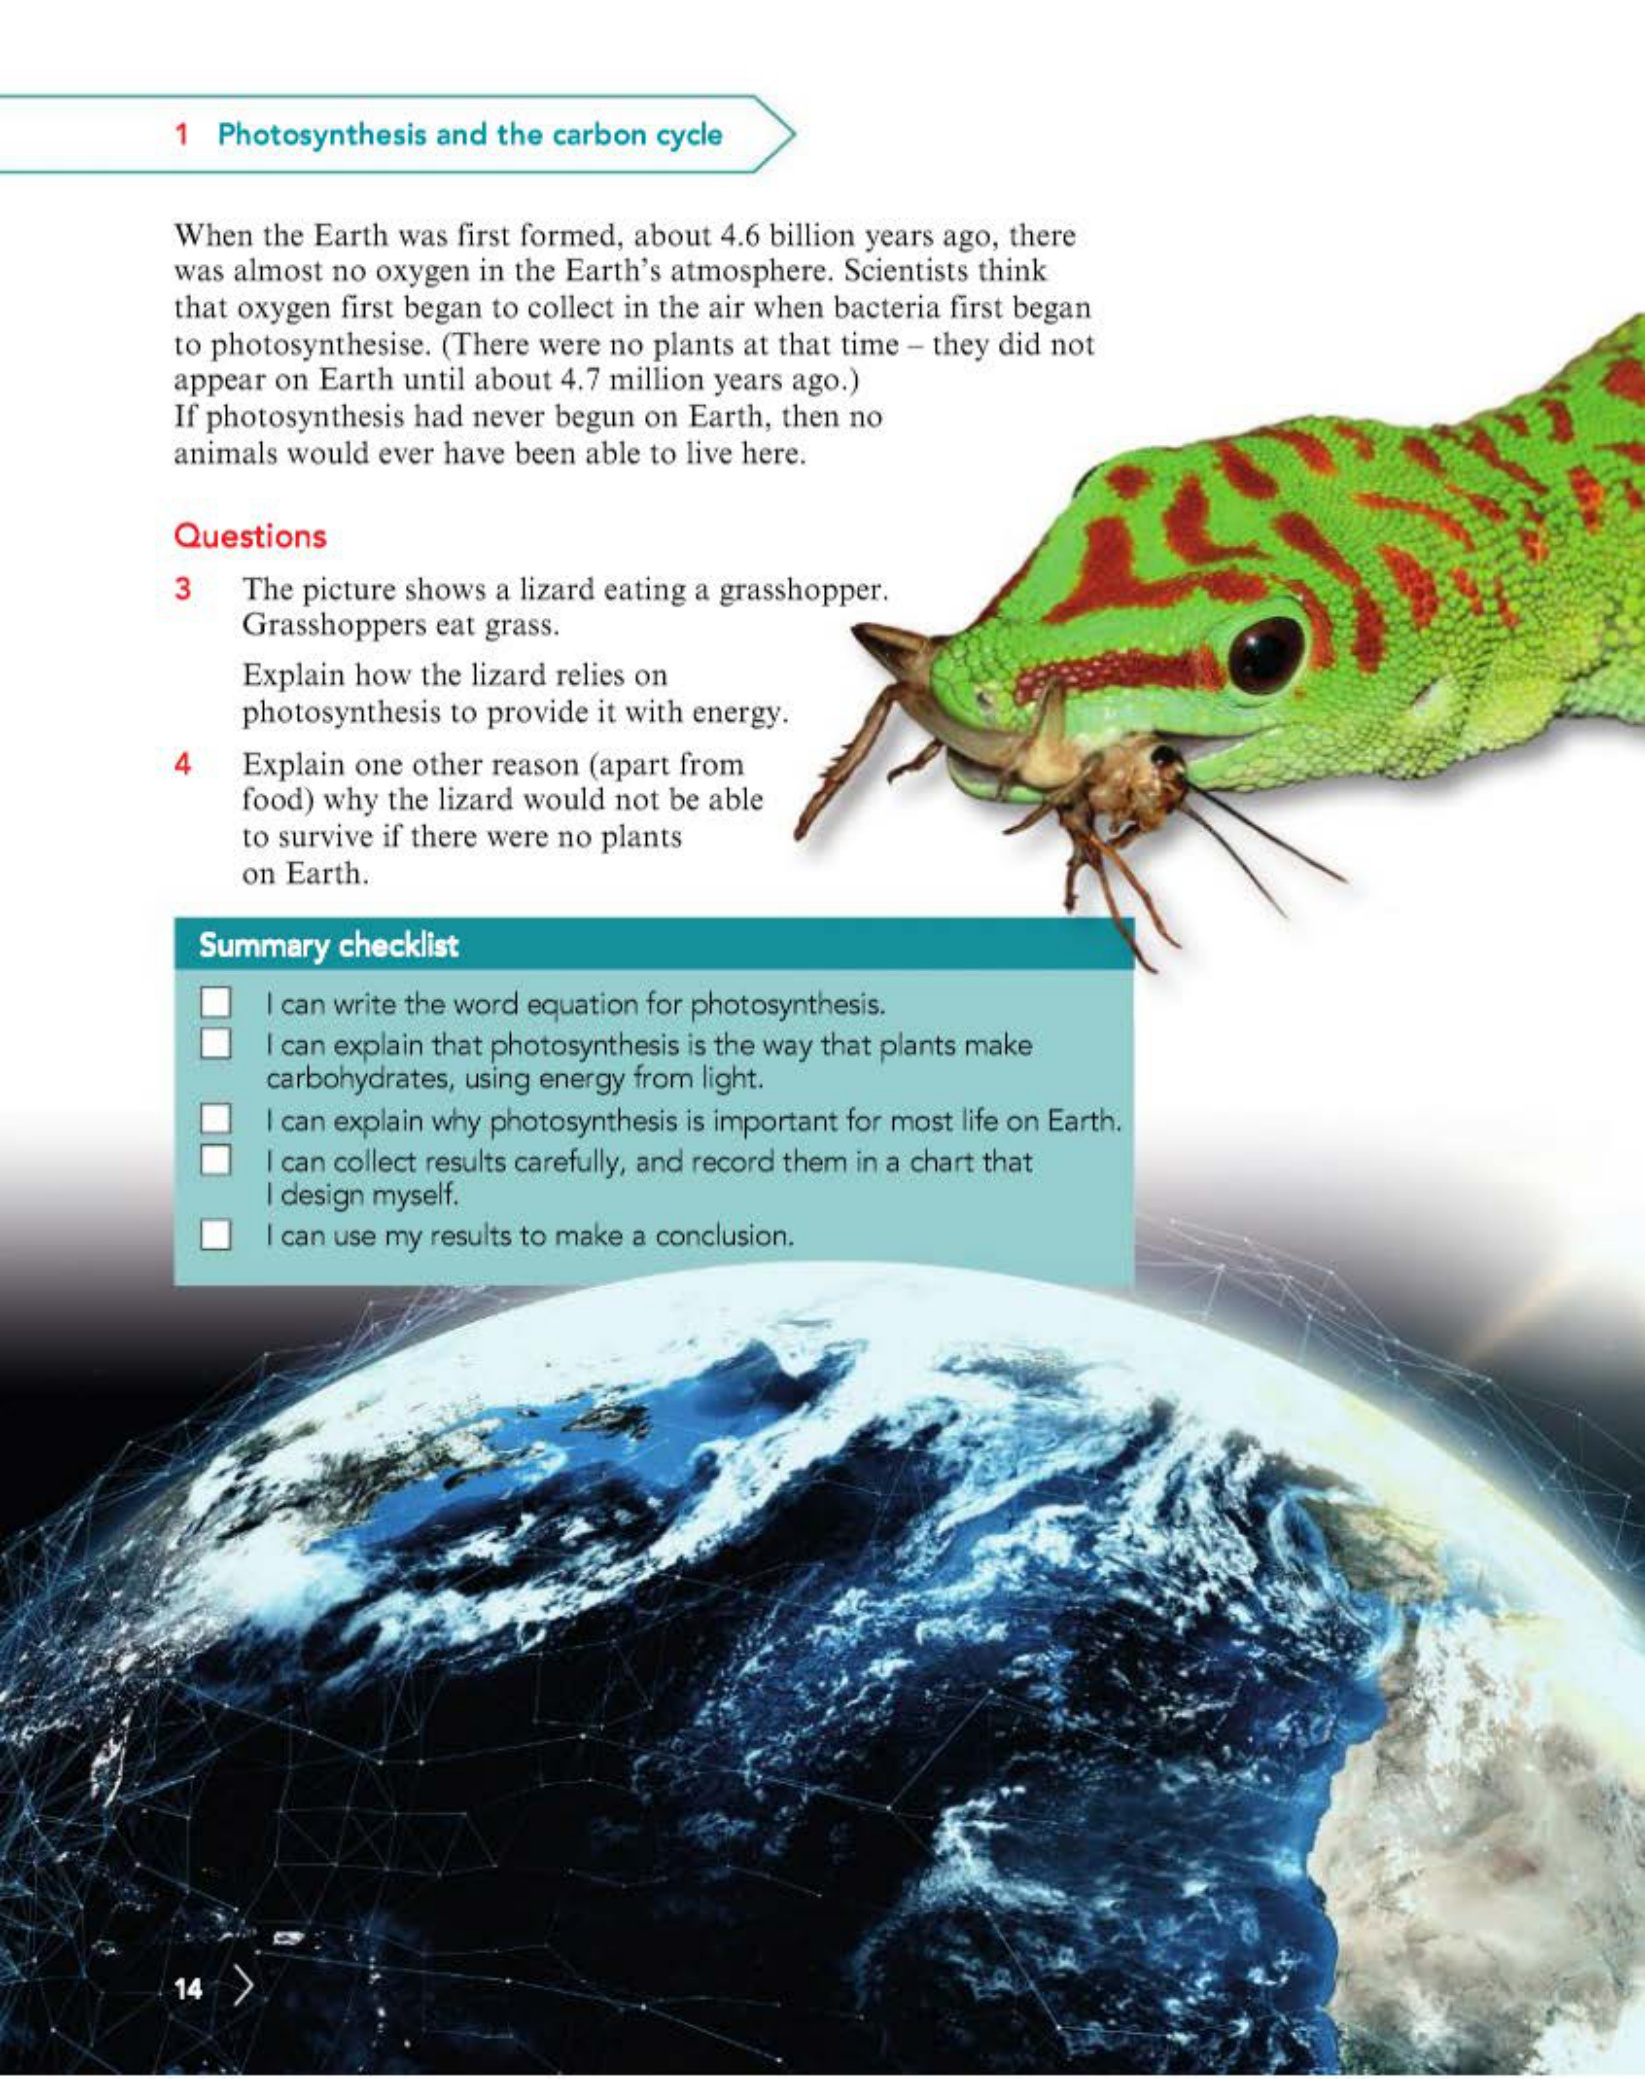 1 Photosynthesis and the carbon cycle
When the Earth was first formed, about 4.6 billion years ago, there
was almost no oxygen in the Earth's atmosphere. Scientists think
that oxygen first began to collect in the air when bacteria first began
to photosynthesise. (There were no plants at that time – they did not
appear on Earth until about 4.7 million years ago.)
If photosynthesis had never begun on Earth, then no
animals would ever have been able to live here.
Questions
3 The picture shows a lizard eating a grasshopper.
Grasshoppers eat grass.
Explain how the lizard relies on
photosynthesis to provide it with energy.
4 Explain one other reason (apart from
food) why the lizard would not be able
to survive if there were no plants
on Earth.
Summary checklist
I can write the word equation for photosynthesis.
I can explain that photosynthesis is the way that plants make
carbohydrates, using energy from light.
I can explain why photosynthesis is important for most life on Earth.
I can collect results carefully, and record them in a chart that
I design myself.
I can use my results to make a conclusion.
14